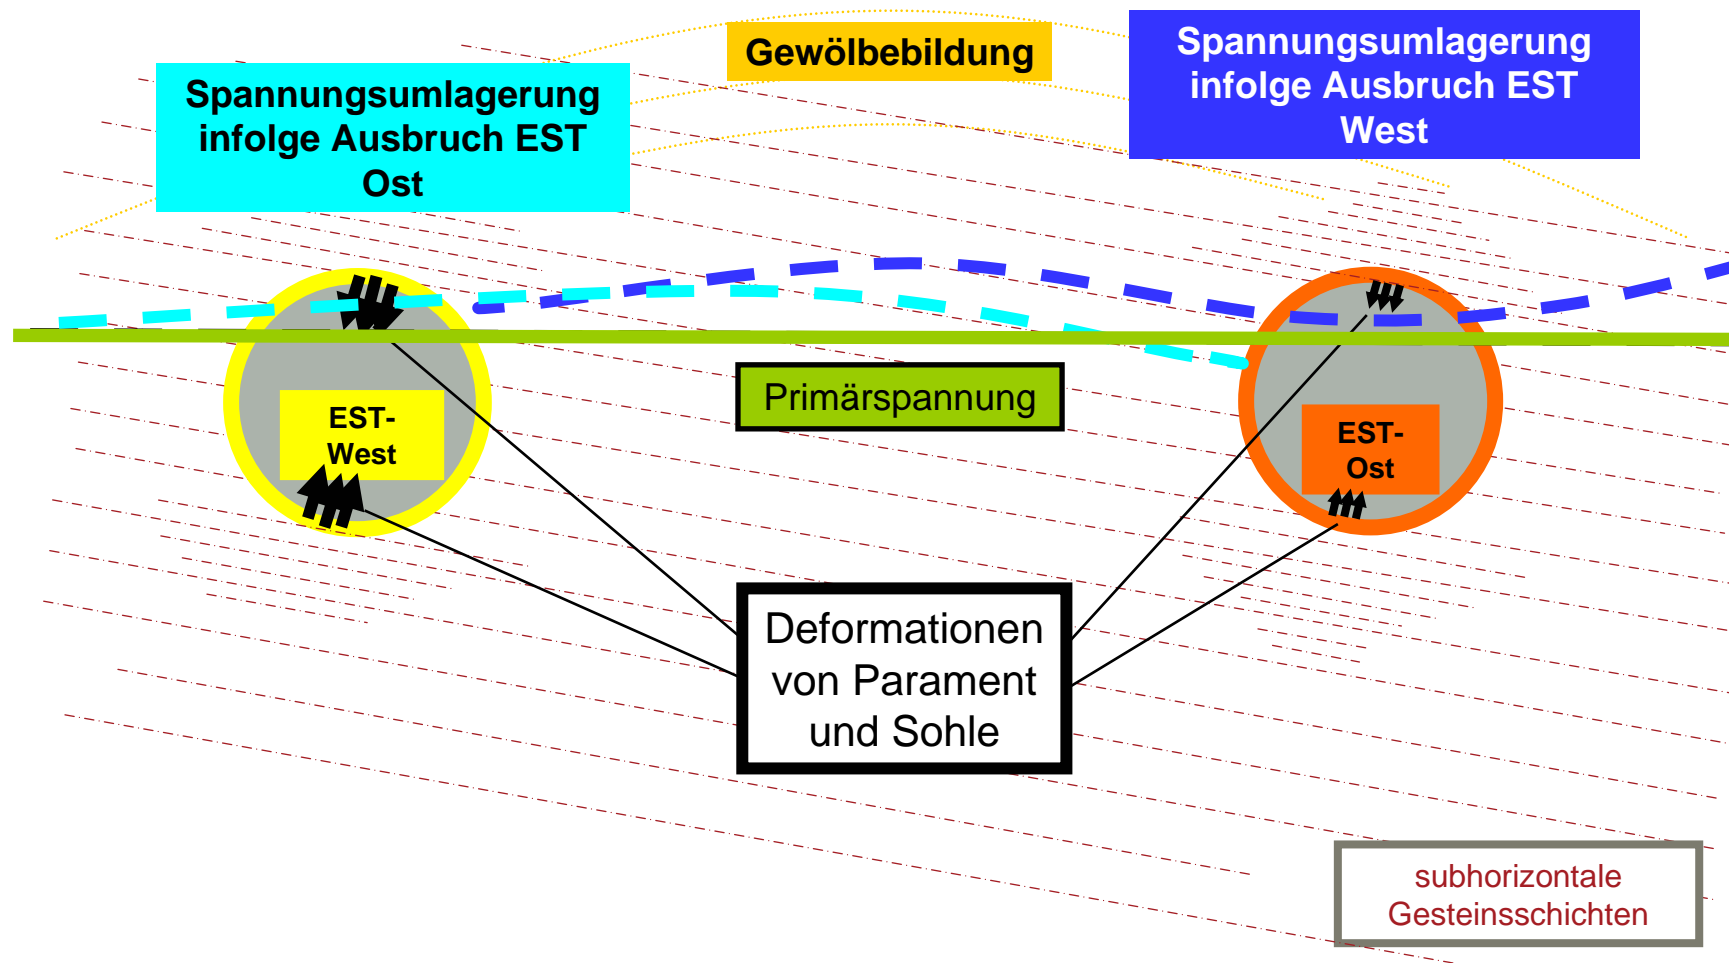 Gewölbebildung
Spannungsumlagerung
infolge Ausbruch EST
West
Spannungsumlagerung
infolge Ausbruch EST
Ost
Primärspannung
EST-
West
EST-
Ost
Deformationen
von Parament
und Sohle
subhorizontale
Gesteinsschichten